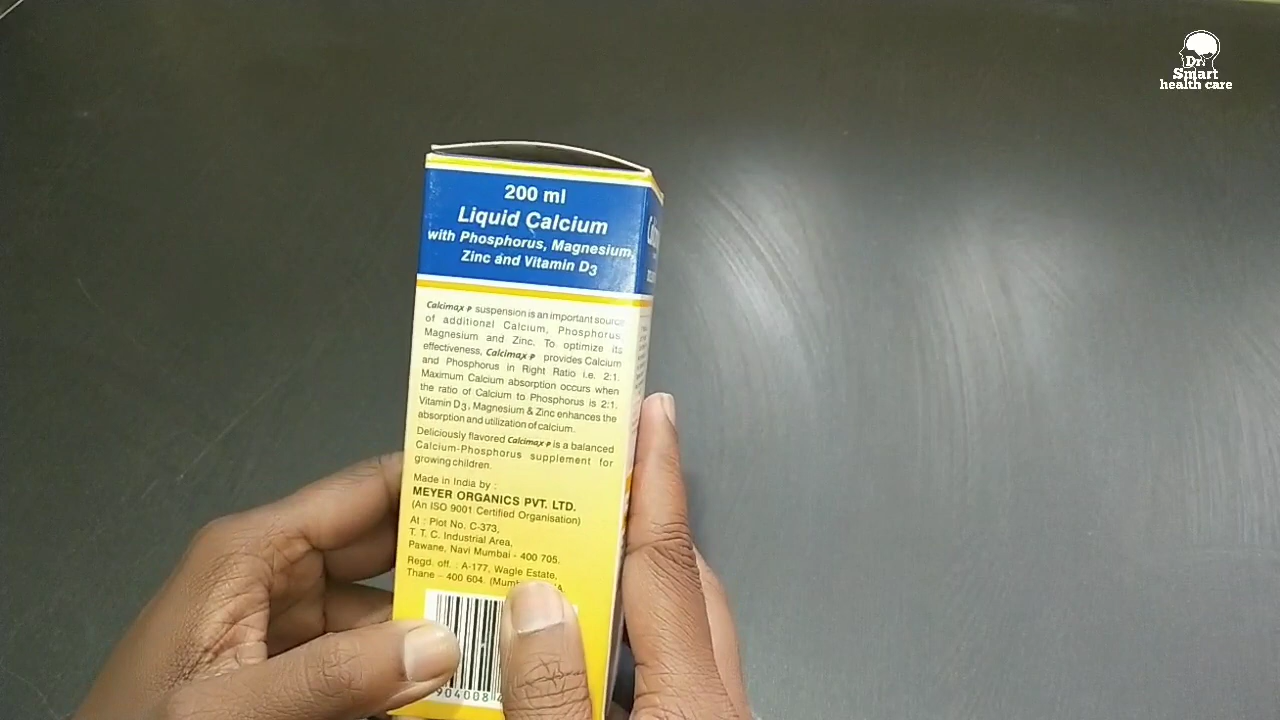 Dr.
Smart
health care
200 ml
Liquid Calcium
with Phosphorus, Magnesium,
Zinc and Vitamin D3
Calcimax-P suspension is an important source
of additional Calcium, Phosphorus,
Magnesium and Zinc. To optimize its
effectiveness, Calcimax-P provides Calcium
and Phosphorus in Right Ratio i.e. 2:1.
Maximum Calcium absorption occurs when
the ratio of Calcium to Phosphorus is 2:1.
Vitamin D3, Magnesium & Zinc enhances the
absorption and utilization of calcium.
Deliciously flavored Calcimax-P is a balanced
Calcium-Phosphorus supplement for
growing children.
Made in India by :
MEYER ORGANICS PVT. LTD.
(An ISO 9001 Certified Organisation)
At : Plot No. C-373,
T. T. C. Industrial Area,
Pawane, Navi Mumbai - 400 705.
Regd. off. : A-177, Wagle Estate,
Thane - 400 604.
904008